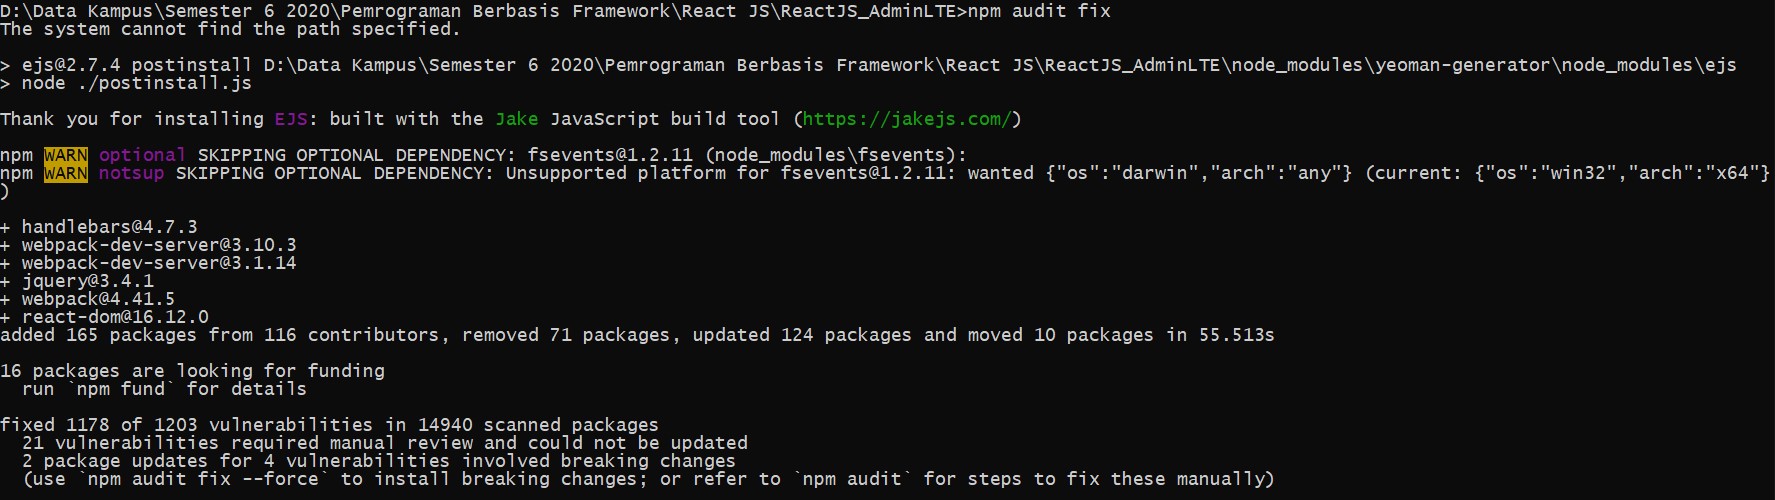 D:\Data Kampus\Semester 6 2020\Pemrograman Berbasis Framework\React JS\ReactJS_AdminLTE>npm audit fix
The system cannot find the path specified.
> ejs@2.7.4 postinstall D:\Data Kampus\Semester 6 2020\Pemrograman Berbasis Framework\React JS\ReactJS_AdminLTE\node_modules\yeoman-generator\node_modules\ejs
> node ./postinstall.js
Thank you for installing EJS: built with the Jake JavaScript build tool (https://jakejs.com/)
npm WARN optional SKIPPING OPTIONAL DEPENDENCY: fsevents@1.2.11 (node_modules\fsevents):
npm WARN notsup SKIPPING OPTIONAL DEPENDENCY: Unsupported platform for fsevents@1.2.11: wanted {"os":"darwin","arch":"any"} (current: {"os":"win32","arch":"x64"}
)
+ handlebars@4.7.3
+ webpack-dev-server@3.10.3
+ webpack-dev-server@3.1.14
+ jquery@3.4.1
+ webpack@4.41.5
+ react-dom@16.12.0
added 165 packages from 116 contributors, removed 71 packages, updated 124 packages and moved 10 packages in 55.513s
16 packages are looking for funding
  run `npm fund` for details
fixed 1178 of 1203 vulnerabilities in 14940 scanned packages
  21 vulnerabilities required manual review and could not be updated
  2 package updates for 4 vulnerabilities involved breaking changes
  (use `npm audit fix --force` to install breaking changes; or refer to `npm audit` for steps to fix these manually)